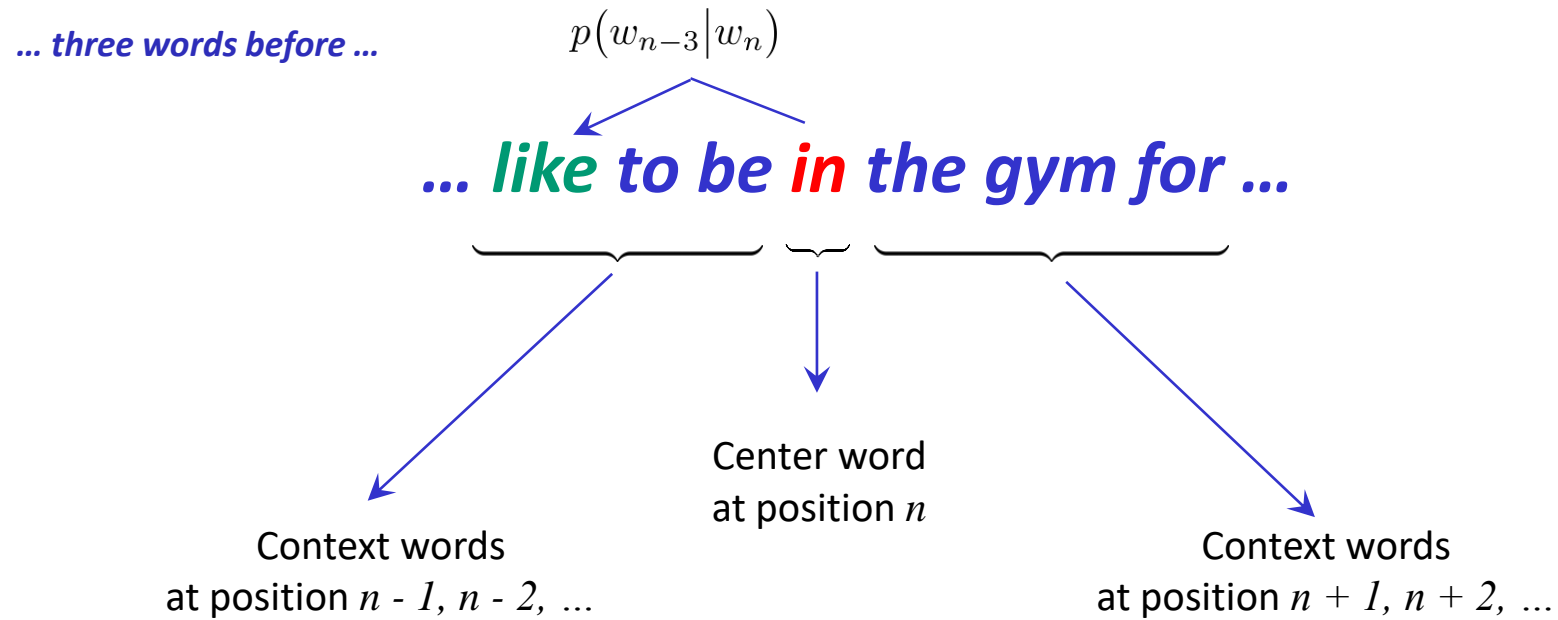 … three words before …
p(w_{n−3}|w_n)
… like to be in the gym for …
Center word
at position n
Context words
at position n - 1, n - 2, …
Context words
at position n + 1, n + 2, …